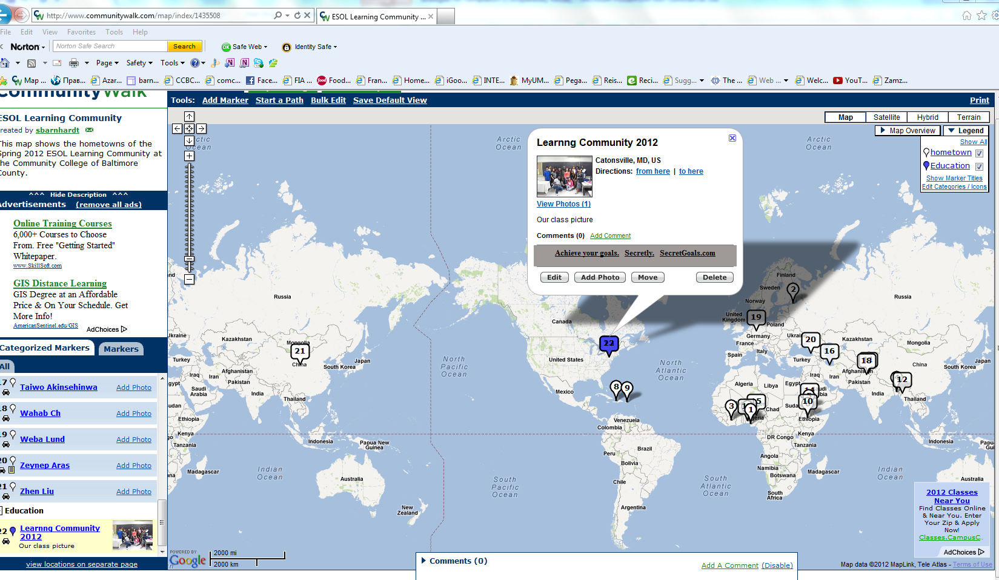 http://www.communitywalk.com/map/index/1435508
ESOL Learning Community ...
File Edit View Favorites Tools Help
Norton
Norton Safe Search
Search
Safe Web
Identity Safe
Page Safety Tools
Map ... Прав... Azar... barn... CCBC... comc... Face... FIA ... Food... Fran... Home... iGoo... INTE... MyUM... Pega... Reis... Reci... Sugg... The ... Web ... Welc... YouT... Zamz...
CommunityWalk
Tools: Add Marker Start a Path Bulk Edit Save Default View
Print
ESOL Learning Community
reated by sbarnhardt
This map shows the hometowns of the
Spring 2012 ESOL Learning Community at
the Community College of Baltimore
County.
^^^ Hide Description ^^^
Advertisements (remove all ads)
Online Training Courses
6,000+ Courses to Choose
From. Free "Getting Started"
Whitepaper.
www.SkillSoft.com
GIS Distance Learning
GIS Degree at an Affordable
Price & On Your Schedule. Get
More Info!
AmericanSentinel.edu/GIS
AdChoices
Categorized Markers Markers
All
17 Taiwo Akinsehinwa Add Photo
18 Wahab Ch Add Photo
19 Weba Lund Add Photo
20 Zeynep Aras Add Photo
21 Zhen Liu Add Photo
Education
22 Learnng Community
2012
Our class picture
view locations on separate page
Map Satellite Hybrid Terrain
Map Overview
Legend
Show All
hometown
Education
Show Marker Titles
Edit Categories / Icons
Learnng Community 2012
Catonsville, MD, US
Directions: from here | to here
View Photos (1)
Our class picture
Comments (0) Add Comment
Achieve your goals. Secretly. SecretGoals.com
Edit Add Photo Move Delete
Arctic
Ocean
Arctic
Ocean
Arctic
Ocean
Russia
Kazakhstan
Mongolia
21
China
Ukraine
Turkey
Afghanistan
Iraq
Iran
Pakistan
South Korea
Japan
Egypt
Saudi
Arabia
India
Thailand
Sudan
Ethiopia
Kenya
Tanzania
Indonesia
Papua New
Guinea
Madagascar
Indian
Ocean
Australia
New
Zealand
North
Pacific
Ocean
South
Pacific
Ocean
Canada
22
United States
Mexico
8
9
Venezuela
Colombia
Peru
Brazil
Bolivia
Chile
Argentina
North
Atlantic
Ocean
South
Atlantic
Ocean
Finland
Sweden
2
Norway
United
Kingdom
19
Poland
Germany
Ukrai
France
20
Spain
Italy
Turkey
16
Kazakhstan
Russia
Mongolia
18
Afghanis
China
South Korea
Japan
Iraq
Iran
Pakistan
12
Algeria
Libya
Egypt
India
Thailand
3
1
10
Chad
Suda
Ethiopia
DR Congo
Kenya
Tanzania
Angola
Namibia
Botswana
Madagascar
South
Africa
Indonesia
Papu
Gui
Indian
Ocean
Australia
2012 Classes
Near You
Find Classes Online
& Near You. Enter
Your Zip & Apply
Now!
Classes.CampusC..
AdChoices
POWERED BY
Google
2000 mi
2000 km
Comments (0)
Add A Comment (Disable)
Map data ©2012 MapLink, Tele Atlas - Terms of Use